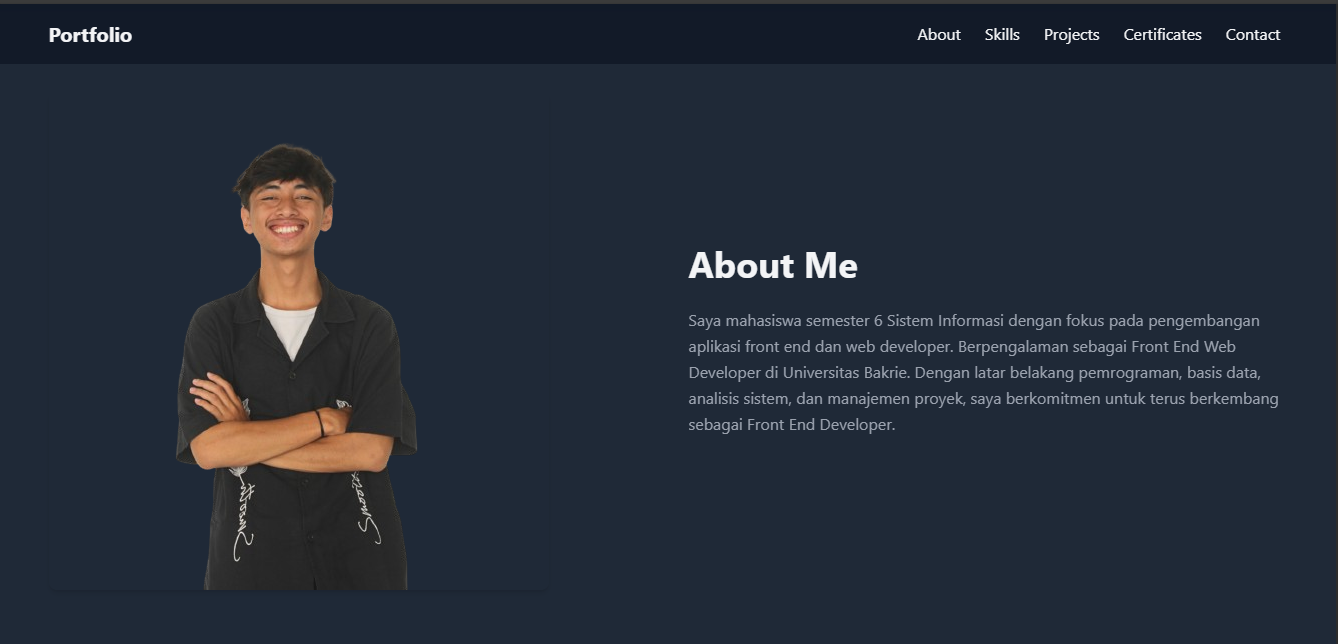 Portfolio
About Skills Projects Certificates Contact
About Me
Saya mahasiswa semester 6 Sistem Informasi dengan fokus pada pengembangan
aplikasi front end dan web developer. Berpengalaman sebagai Front End Web
Developer di Universitas Bakrie. Dengan latar belakang pemrograman, basis data,
analisis sistem, dan manajemen proyek, saya berkomitmen untuk terus berkembang
sebagai Front End Developer.